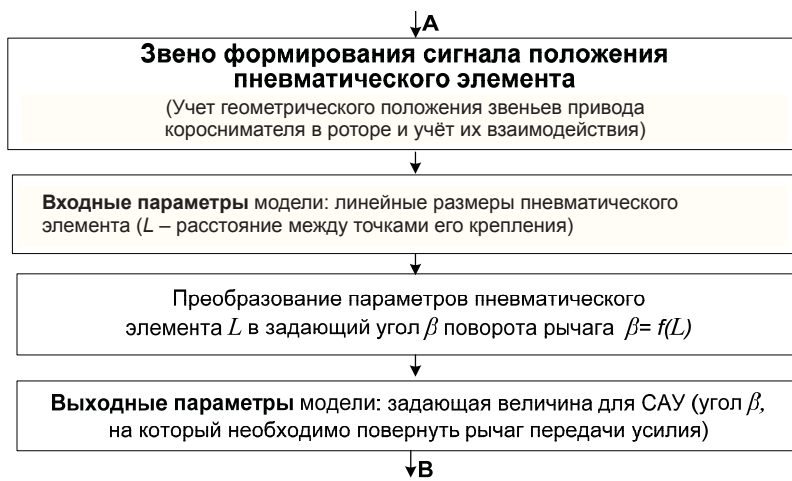 А
Звено формирования сигнала положения
пневматического элемента
(Учет геометрического положения звеньев привода
короснимателя в роторе и учёт их взаимодействия)
Входные параметры модели: линейные размеры пневматического
элемента (L – расстояние между точками его крепления)
Преобразование параметров пневматического
элемента L в задающий угол β поворота рычага β= f(L)
Выходные параметры модели: задающая величина для САУ (угол β,
на который необходимо повернуть рычаг передачи усилия)
В